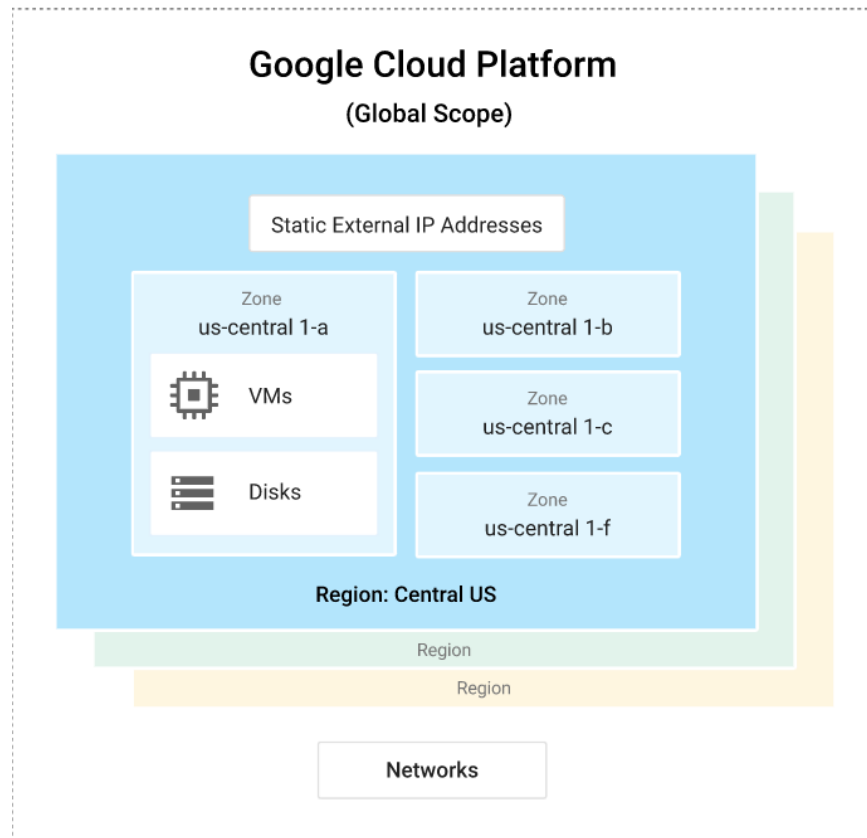 Google Cloud Platform
(Global Scope)
Static External IP Addresses
Zone
us-central 1-a
VMs
Disks
Zone
us-central 1-b
Zone
us-central 1-c
Zone
us-central 1-f
Region: Central US
Region
Region
Networks